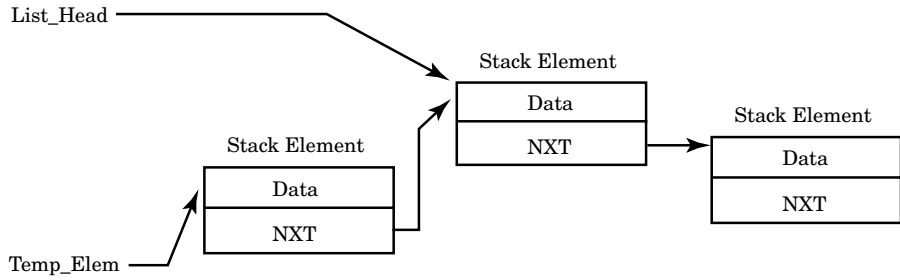 List_Head
Stack Element
Data
NXT
Stack Element
Data
NXT
Stack Element
Data
NXT
Temp_Elem